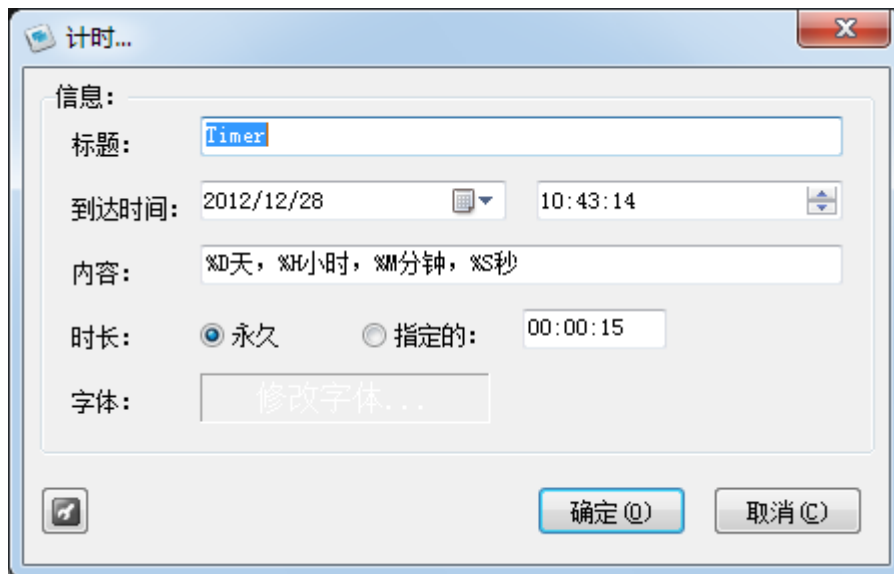 计时...
信息：
标题： Timer
到达时间： 2012/12/28 10:43:14
内容： %D天，%H小时，%M分钟，%S秒
时长： 永久 指定的： 00:00:15
字体： 修改字体...
确定(O) 取消(C)